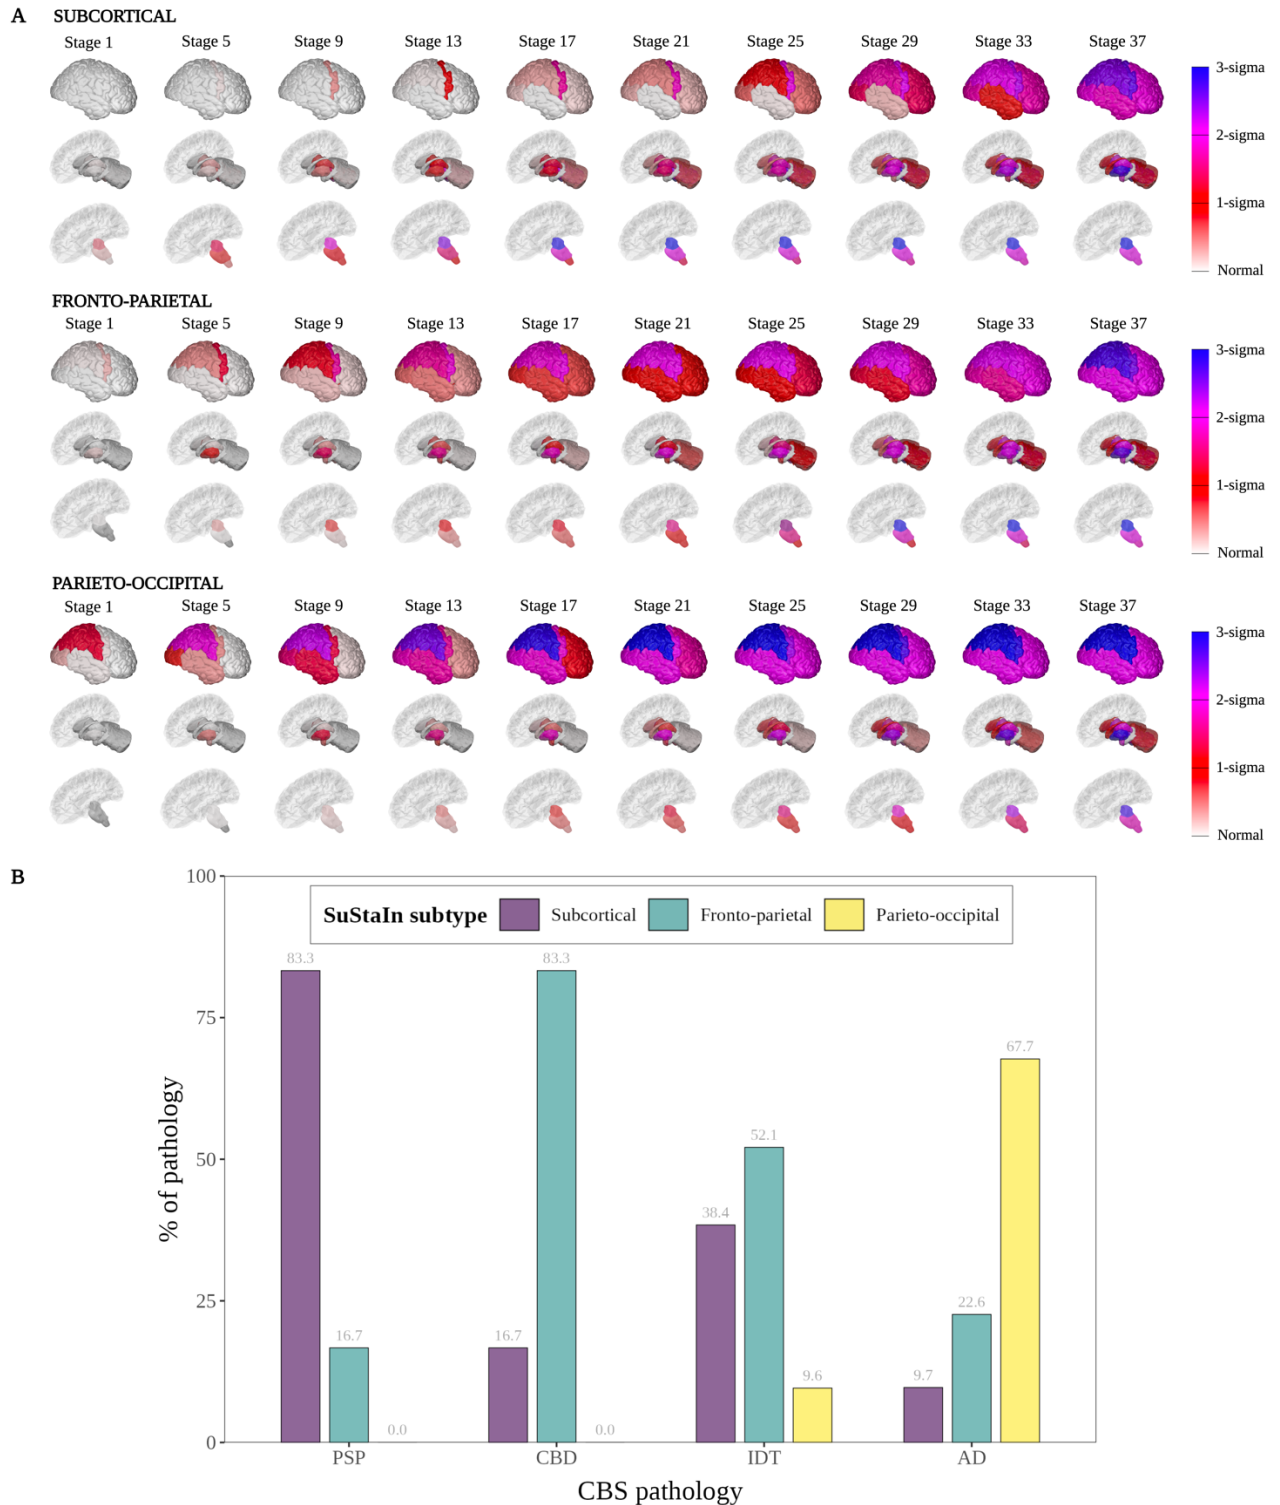 A
SUBCORTICAL
Stage 1 Stage 5 Stage 9 Stage 13 Stage 17 Stage 21 Stage 25 Stage 29 Stage 33 Stage 37
3-sigma
2-sigma
1-sigma
Normal
FRONTO-PARIETAL
Stage 1 Stage 5 Stage 9 Stage 13 Stage 17 Stage 21 Stage 25 Stage 29 Stage 33 Stage 37
3-sigma
2-sigma
1-sigma
Normal
PARIETO-OCCIPITAL
Stage 1 Stage 5 Stage 9 Stage 13 Stage 17 Stage 21 Stage 25 Stage 29 Stage 33 Stage 37
3-sigma
2-sigma
1-sigma
Normal
B
SuStaIn subtype Subcortical Fronto-parietal Parieto-occipital
% of pathology
100
75
50
25
0
83.3
16.7
0.0
16.7
83.3
0.0
38.4
52.1
9.6
9.7
22.6
67.7
PSP CBD IDT AD
CBS pathology